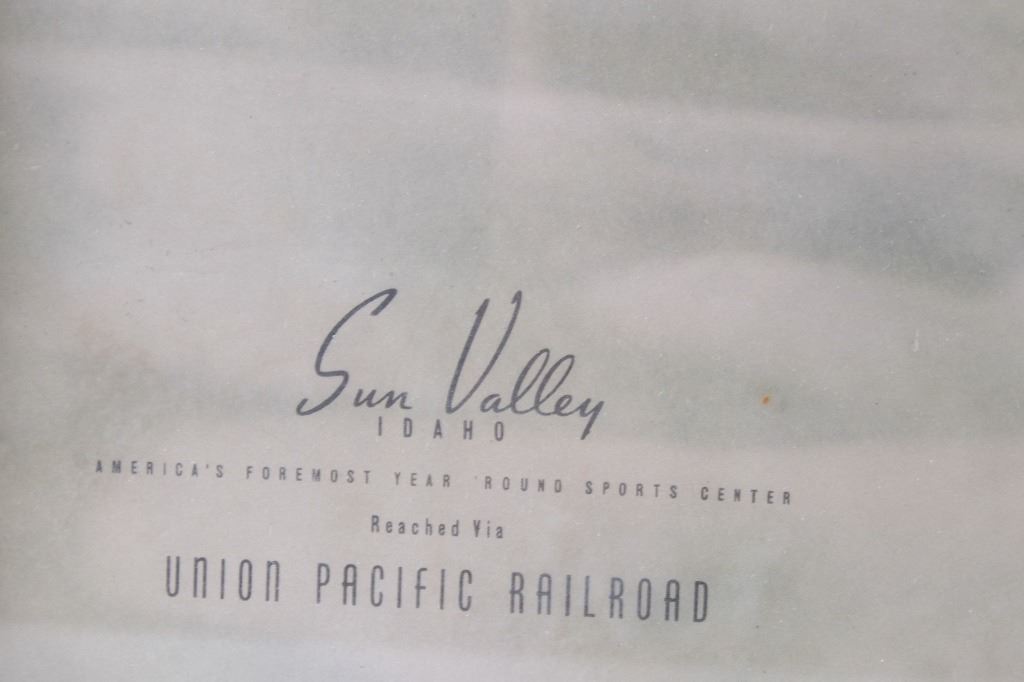 Sun Valley
IDAHO
AMERICA'S FOREMOST YEAR 'ROUND SPORTS CENTER
Reached Via
UNION PACIFIC RAILROAD